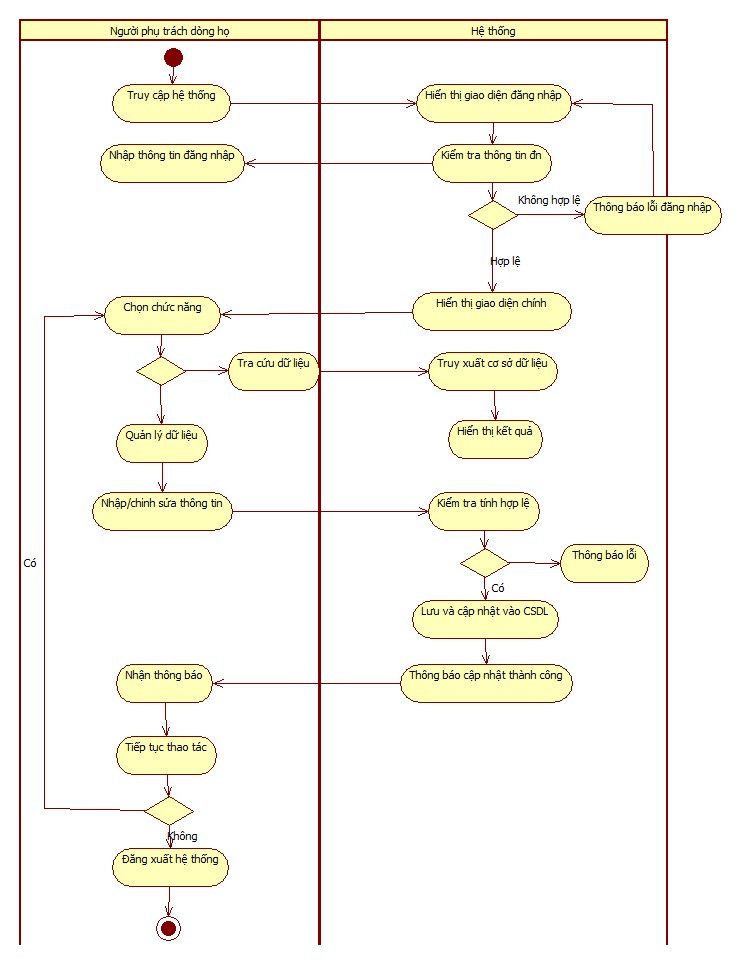 Người phụ trách dòng họ
Hệ thống
Truy cập hệ thống
Hiển thị giao diện đăng nhập
Nhập thông tin đăng nhập
Kiểm tra thông tin đn
Không hợp lệ
Thông báo lỗi đăng nhập
Hợp lệ
Chọn chức năng
Hiển thị giao diện chính
Tra cứu dữ liệu
Truy xuất cơ sở dữ liệu
Quản lý dữ liệu
Hiển thị kết quả
Nhập/chỉnh sửa thông tin
Kiểm tra tính hợp lệ
Thông báo lỗi
Có
Có
Lưu và cập nhật vào CSDL
Nhận thông báo
Thông báo cập nhật thành công
Tiếp tục thao tác
Không
Đăng xuất hệ thống